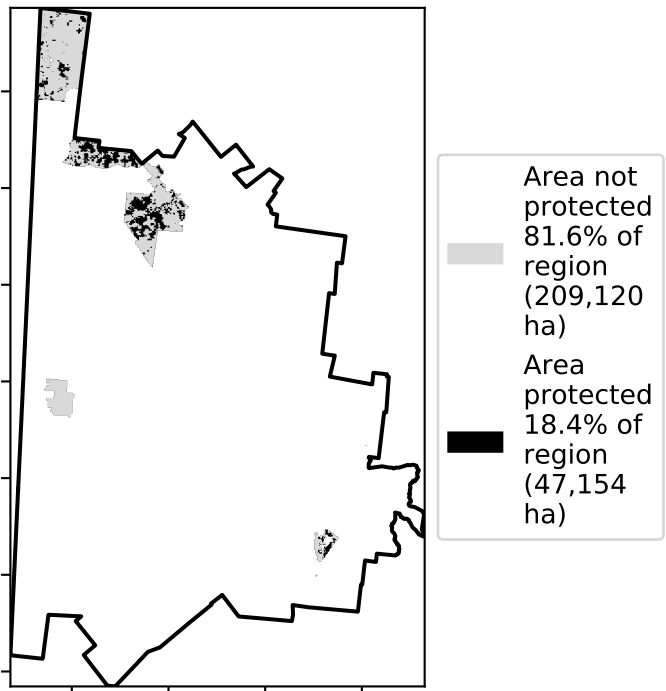 Area not
protected
81.6% of
region
(209,120
ha)
Area
protected
18.4% of
region
(47,154
ha)